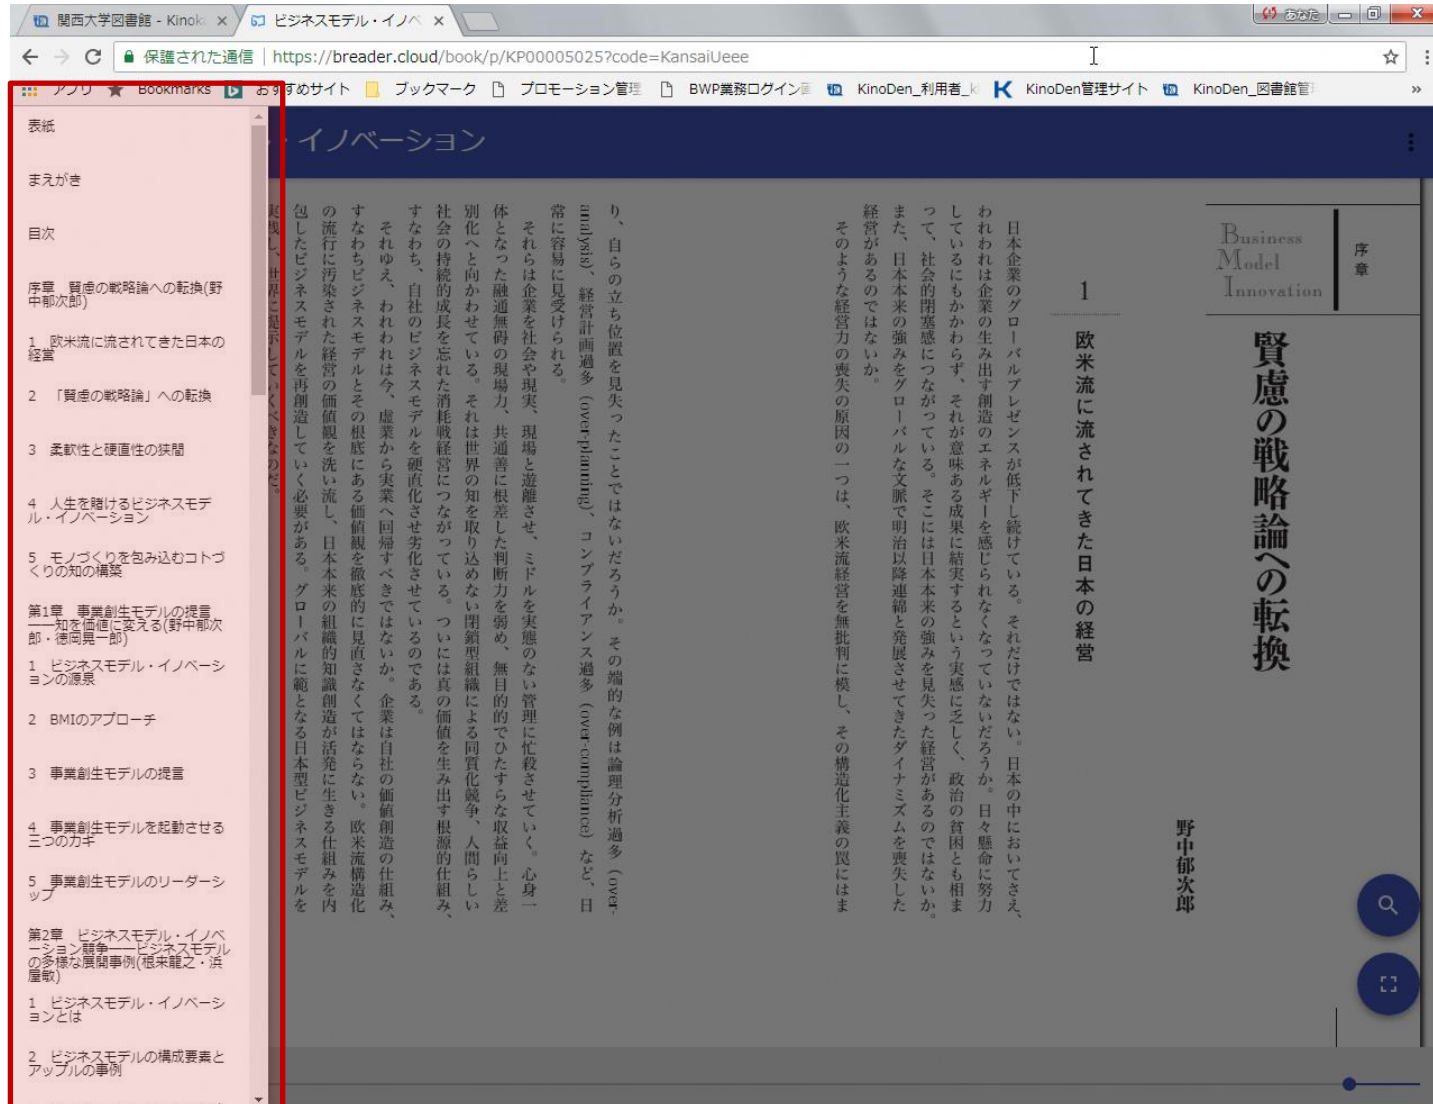 関西大学図書館 - Kinok
ビジネスモデル・イノベ
あなた
保護された通信
https://breader.cloud/book/p/KP00005025?code=KansaiUeee
アプリ
Bookmarks
おすすめサイト
ブックマーク
プロモーション管理
BWP業務ログイン画
KinoDen_利用者_k
KinoDen管理サイト
KinoDen_図書館管
»
・イノベーション
表紙
まえがき
目次
序章 賢慮の戦略論への転換(野
中郁次郎)
1 欧米流に流されてきた日本の
経営
2 「賢慮の戦略論」への転換
3 柔軟性と硬直性の狭間
4 人生を賭けるビジネスモデ
ル・イノベーション
5 モノづくりを包み込むコトづ
くりの知の構築
第1章 事業創生モデルの提言
――知を価値に変える(野中郁次
郎・徳岡晃一郎)
1 ビジネスモデル・イノベーシ
ョンの源泉
2 BMIのアプローチ
3 事業創生モデルの提言
4 事業創生モデルを起動させる
三つのカギ
5 事業創生モデルのリーダーシ
ップ
第2章 ビジネスモデル・イノベ
ーション競争――ビジネスモデル
の多様な展開事例(根来龍之・浜
屋敏)
1 ビジネスモデル・イノベーシ
ョンとは
2 ビジネスモデルの構成要素と
アップルの事例
序章
Business
Model
Innovation
賢慮の戦略論への転換
野中郁次郎
1 欧米流に流されてきた日本の経営
日本企業のグローバルプレゼンスが低下し続けている。それだけではない。日本の中においてさえ、
われわれは企業の生み出す創造のエネルギーを感じられなくなっていないだろうか。日々懸命に努力
しているにもかかわらず、それが意味ある成果に結実するという実感に乏しく、政治の貧困とも相ま
って、社会的閉塞感につながっている。そこには日本本来の強みを見失った経営があるのではないか。
また、日本本来の強みをグローバルな文脈で明治以降連綿と発展させてきたダイナミズムを喪失した
経営があるのではないか。
そのような経営力の喪失の原因の一つは、欧米流経営を無批判に模し、その構造化主義の罠にはま
り、自らの立ち位置を見失ったことではないだろうか。その端的な例は論理分析過多（over-
analysis）、経営計画過多（over-planning）、コンプライアンス過多（over-compliance）など、日
常に容易に見受けられる。
それらは企業を社会や現実、現場と遊離させ、ミドルを実態のない管理に忙殺させていく。心身一
体となった融通無碍の現場力、共通善に根差した判断力を弱め、無目的的でひたすらな収益向上と差
別化へと向かわせている。それは世界の知を取り込めない閉鎖型組織による同質化競争、人間らしい
社会の持続的成長を忘れた消耗戦経営につながっている。ついには真の価値を生み出す根源的仕組み、
すなわち、自社のビジネスモデルを硬直化させ劣化させているのである。
それゆえ、われわれは今、虚業から実業へ回帰すべきではないか。企業は自社の価値創造の仕組み、
すなわちビジネスモデルとその根底にある価値観を徹底的に見直さなくてはならない。欧米流構造化
の流行に汚染された経営の価値観を洗い流し、日本本来の組織的知識創造が活発に生きる仕組みを内
包したビジネスモデルを再創造していく必要がある。グローバルに範となる日本型ビジネスモデルを
実践し、世界に提示していくべきなのだ。